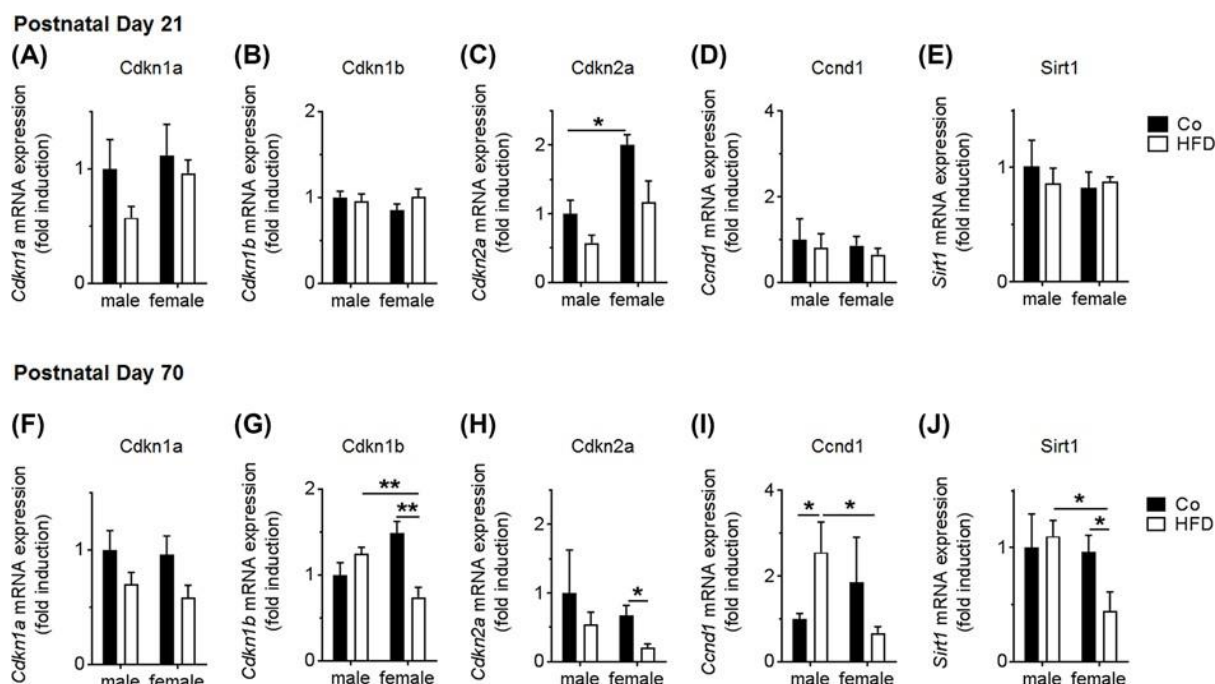 Postnatal Day 21
(A)
Cdkn1a
Cdkn1a mRNA expression
(fold induction)
1
0
male female
(B)
Cdkn1b
Cdkn1b mRNA expression
(fold induction)
2
1
0
male female
(C)
Cdkn2a
Cdkn2a mRNA expression
(fold induction)
2
1
0
*
male female
(D)
Ccnd1
Ccnd1 mRNA expression
(fold induction)
4
2
0
male female
(E)
Sirt1
Sirt1 mRNA expression
(fold induction)
1
0
male female
Co
HFD
Postnatal Day 70
(F)
Cdkn1a
Cdkn1a mRNA expression
(fold induction)
1
0
male female
(G)
Cdkn1b
Cdkn1b mRNA expression
(fold induction)
2
1
0
**
**
male female
(H)
Cdkn2a
Cdkn2a mRNA expression
(fold induction)
2
1
0
*
male female
(I)
Ccnd1
Ccnd1 mRNA expression
(fold induction)
4
2
0
* *
male female
(J)
Sirt1
Sirt1 mRNA expression
(fold induction)
1
0
*
*
male female
Co
HFD